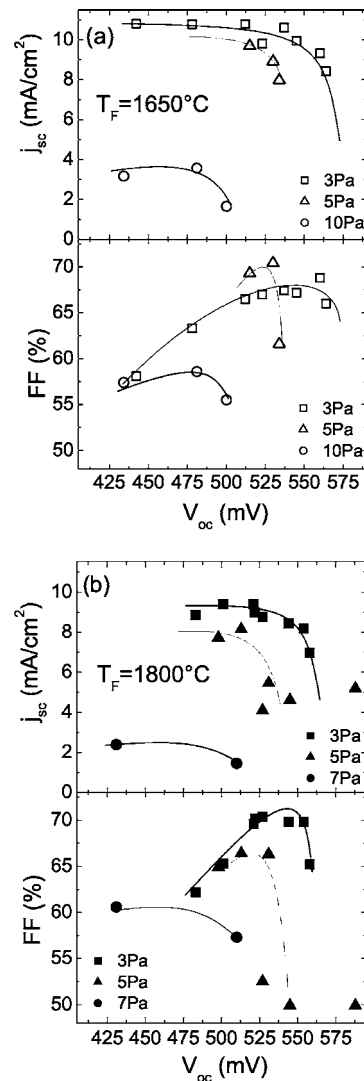 (a)
12
10
8
6
4
2
0
j_sc (mA/cm²)
T_F=1650°C
3Pa
5Pa
10Pa
70
65
60
55
50
FF (%)
3Pa
5Pa
10Pa
425 450 475 500 525 550 575
V_oc (mV)
(b)
12
10
8
6
4
2
0
j_sc (mA/cm²)
T_F=1800°C
3Pa
5Pa
7Pa
70
65
60
55
50
FF (%)
3Pa
5Pa
7Pa
425 450 475 500 525 550 575
V_oc (mV)